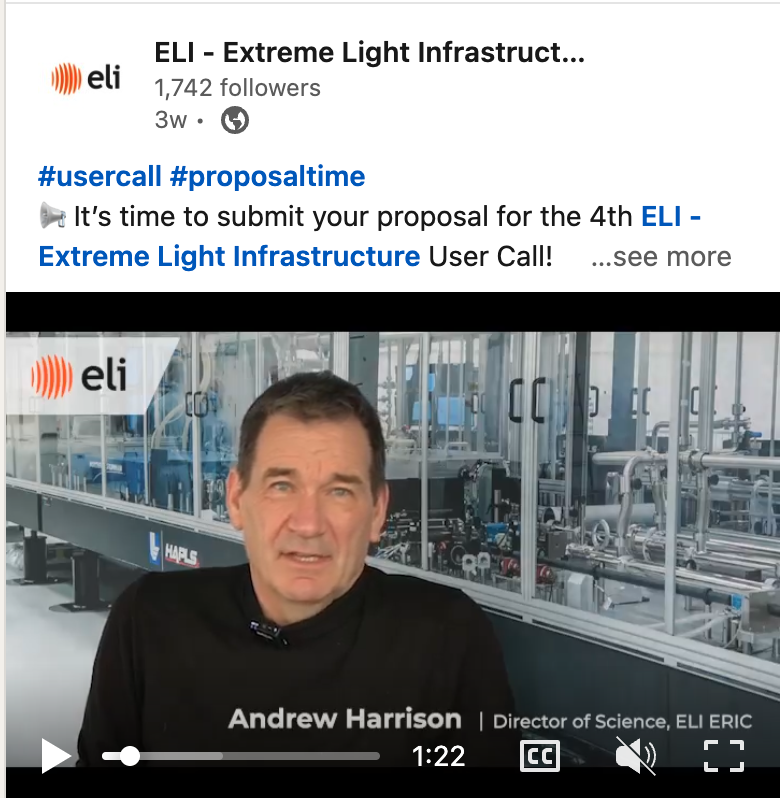 eli
ELI - Extreme Light Infrastruct...
1,742 followers
3w •
#usercall #proposaltime
It’s time to submit your proposal for the 4th ELI -
Extreme Light Infrastructure User Call!
...see more
eli
HAPLS
Andrew Harrison | Director of Science, ELI ERIC
1:22
CC